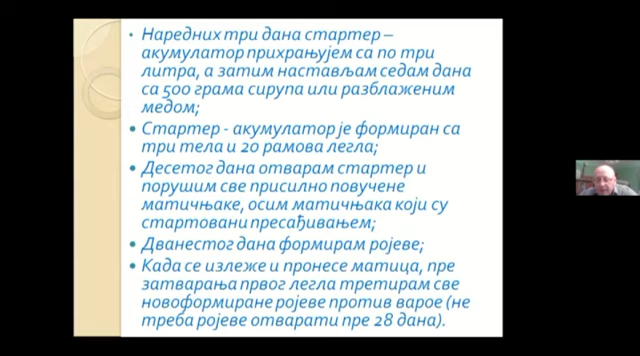 • Наредних три дана стартер –
акумулатор прихрањујем са по три
литра, а затим настављам седам дана
са 500 грама сирупа или разблаженим
медом;
• Стартер - акумулатор је формиран са
три тела и 20 рамова легла;
• Десетог дана отварам стартер и
порушим све присилно повучене
матичњаке, осим матичњака који су
стартовани пресађивањем;
• Дванестог дана формирам ројеве;
• Када се излеже и пронесе матица, пре
затварања првог легла третирам све
новоформиране ројеве против варое (не
треба ројеве отварати пре 28 дана).